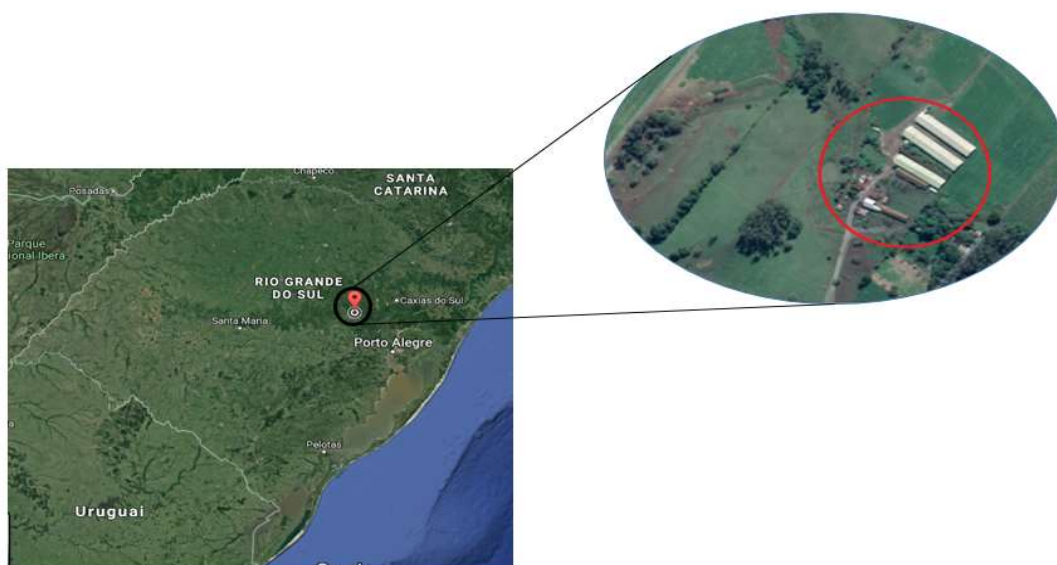 Chapecó
SANTA
CATARINA
Posadas
Parque
ional Iberá
RIO GRANDE
DO SUL
Caxias do Sul
Santa Maria
Porto Alegre
Pelotas
Uruguai